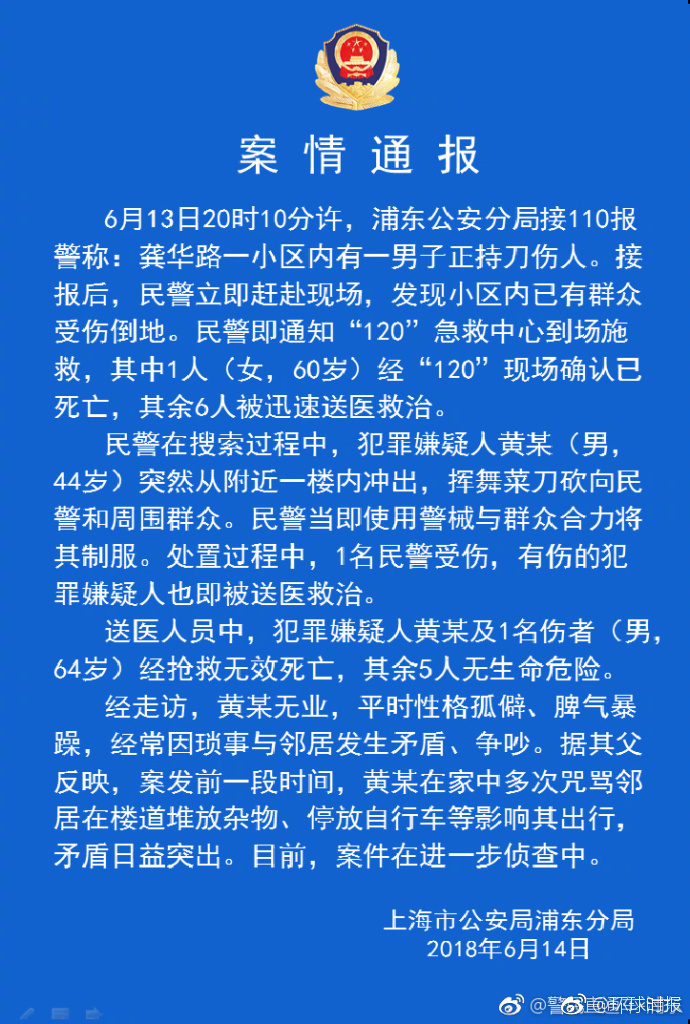 案情通报
6月13日20时10分许，浦东公安分局接110报
警称：龚华路一小区内有一男子正持刀伤人。接
报后，民警立即赶赴现场，发现小区内已有群众
受伤倒地。民警即通知“120”急救中心到场施
救，其中1人（女，60岁）经“120”现场确认已
死亡，其余6人被迅速送医救治。
民警在搜索过程中，犯罪嫌疑人黄某（男，
44岁）突然从附近一楼内冲出，挥舞菜刀砍向民
警和周围群众。民警当即使用警械与群众合力将
其制服。处置过程中，1名民警受伤，有伤的犯
罪嫌疑人也即被送医救治。
送医人员中，犯罪嫌疑人黄某及1名伤者（男，
64岁）经抢救无效死亡，其余5人无生命危险。
经走访，黄某无业，平时性格孤僻、脾气暴
躁，经常因琐事与邻居发生矛盾、争吵。据其父
反映，案发前一段时间，黄某在家中多次咒骂邻
居在楼道堆放杂物、停放自行车等影响其出行，
矛盾日益突出。目前，案件在进一步侦查中。
上海市公安局浦东分局
2018年6月14日
@环球时报